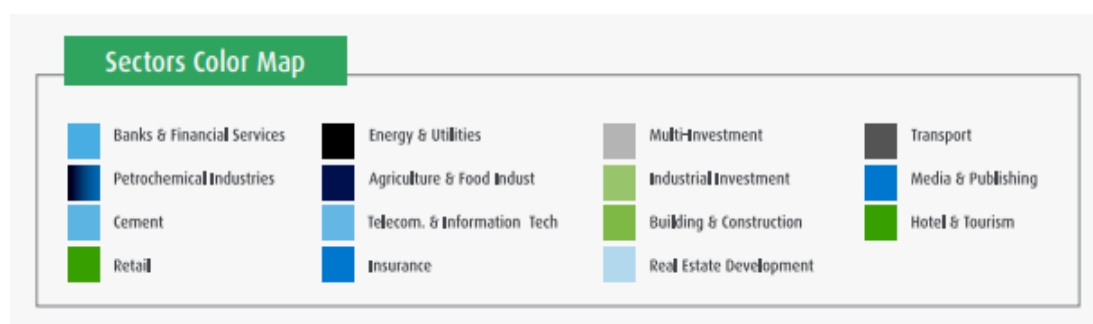 Sectors Color Map
Banks & Financial Services
Energy & Utilities
Multi-Investment
Transport
Petrochemical Industries
Agriculture & Food Indust
Industrial Investment
Media & Publishing
Cement
Telecom. & Information Tech
Building & Construction
Hotel & Tourism
Retail
Insurance
Real Estate Development